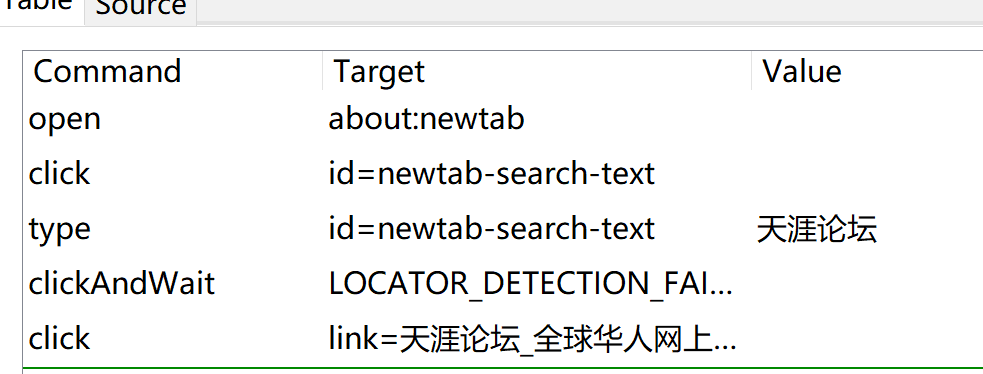 Table Source
Command Target Value
open about:newtab
click id=newtab-search-text
type id=newtab-search-text 天涯论坛
clickAndWait LOCATOR_DETECTION_FAI...
click link=天涯论坛_全球华人网上...